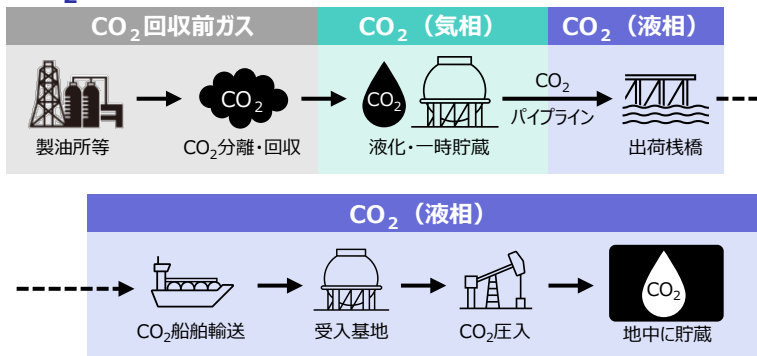 CO₂回収前ガス
CO₂（気相）
CO₂（液相）
CO₂
CO₂
CO₂
パイプライン
製油所等
CO₂分離・回収
液化・一時貯蔵
出荷桟橋
CO₂（液相）
CO₂
CO₂船舶輸送
受入基地
CO₂圧入
地中に貯蔵